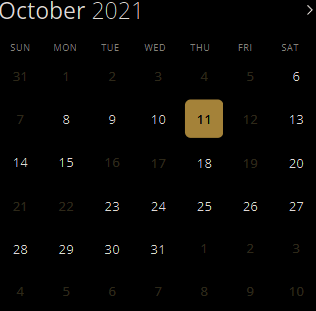 October 2021 >
SUN MON TUE WED THU FRI SAT
31 1 2 3 4 5 6
7 8 9 10 11 12 13
14 15 16 17 18 19 20
21 22 23 24 25 26 27
28 29 30 31 1 2 3
4 5 6 7 8 9 10